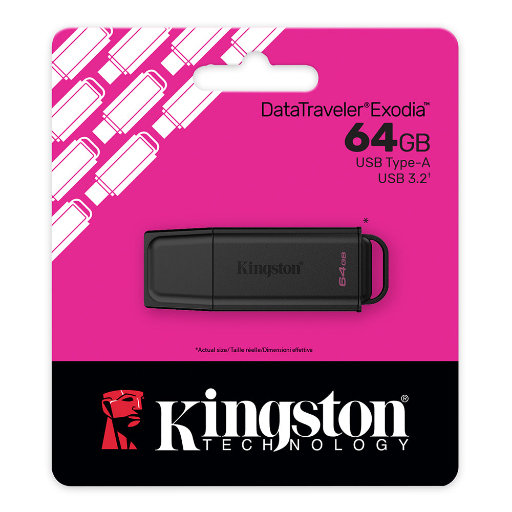 DataTraveler®Exodia™
64GB
USB Type-A
USB 3.2¹
*
Kingston
64GB
*Actual size/Taille réelle/Dimensioni effettive
Kingston®
TECHNOLOGY